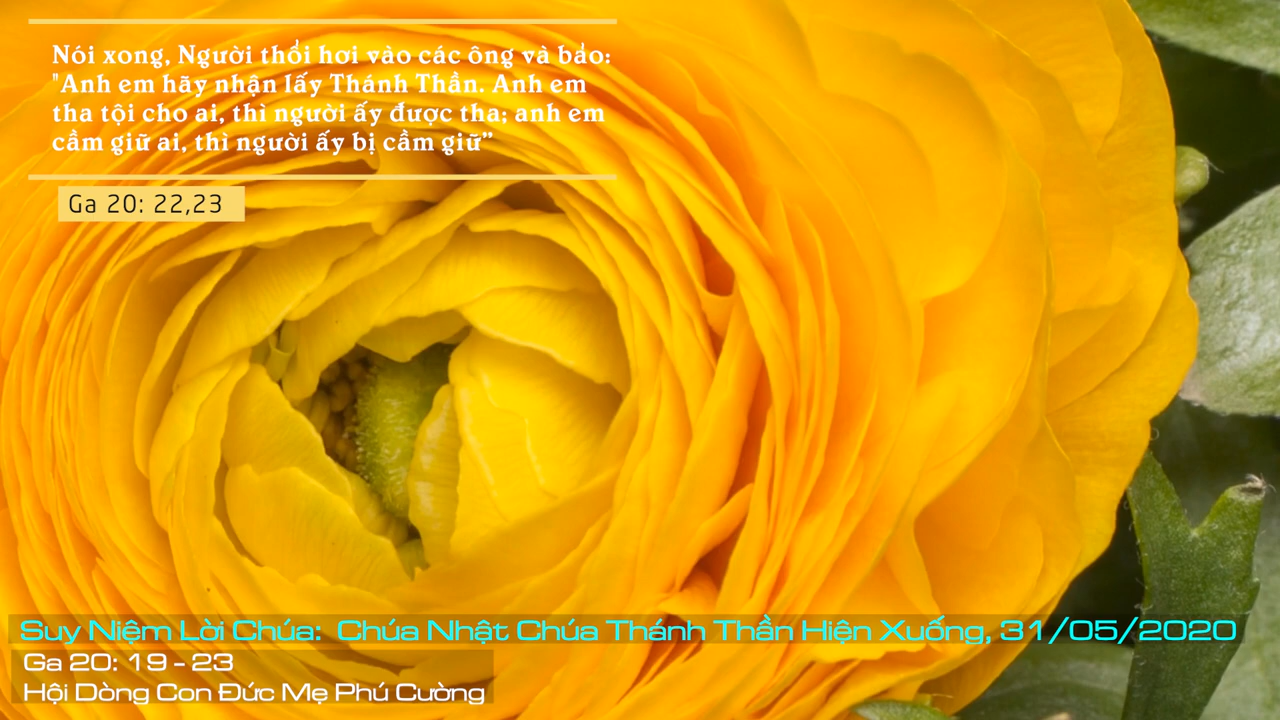 Nói xong, Người thổi hơi vào các ông và bảo:
"Anh em hãy nhận lấy Thánh Thần. Anh em
tha tội cho ai, thì người ấy được tha; anh em
cầm giữ ai, thì người ấy bị cầm giữ”
Ga 20: 22,23
Suy Niệm Lời Chúa: Chúa Nhật Chúa Thánh Thần Hiện Xuống, 31/05/2020
Ga 20: 19 - 23
Hội Dòng Con Đức Mẹ Phú Cường